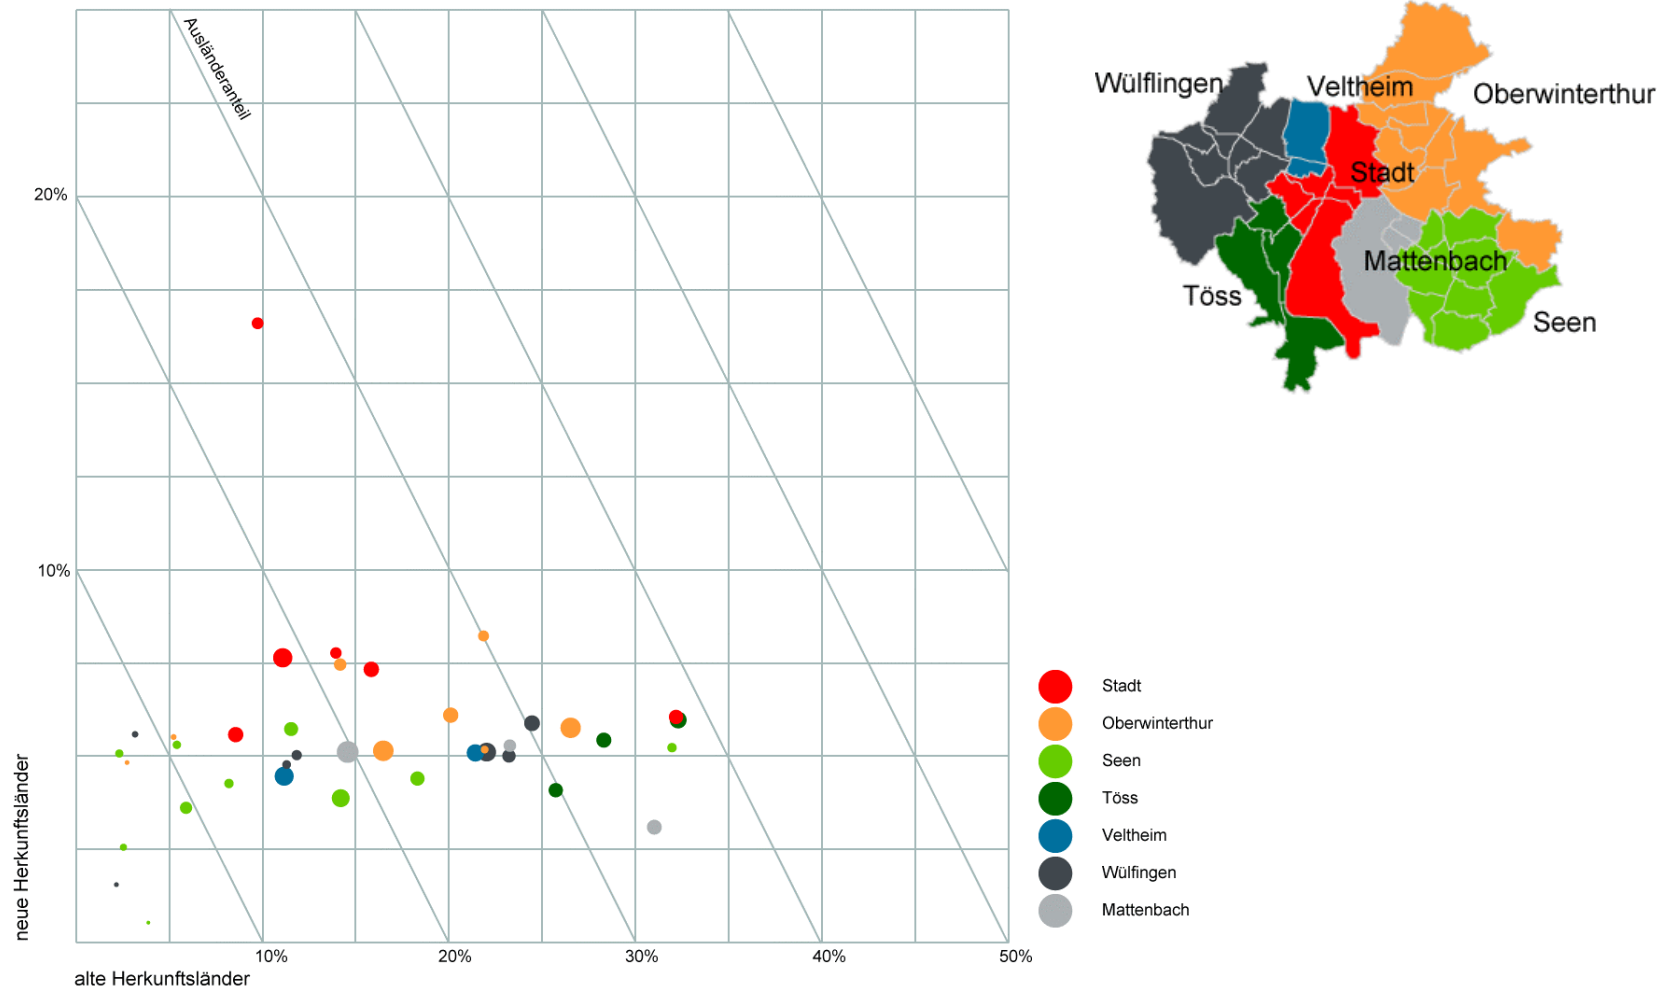 Ausländeranteil
20%
10%
neue Herkunftsländer
10%
20%
30%
40%
50%
alte Herkunftsländer
Wülflingen
Veltheim
Oberwinterthur
Stadt
Mattenbach
Töss
Seen
Stadt
Oberwinterthur
Seen
Töss
Veltheim
Wülfingen
Mattenbach